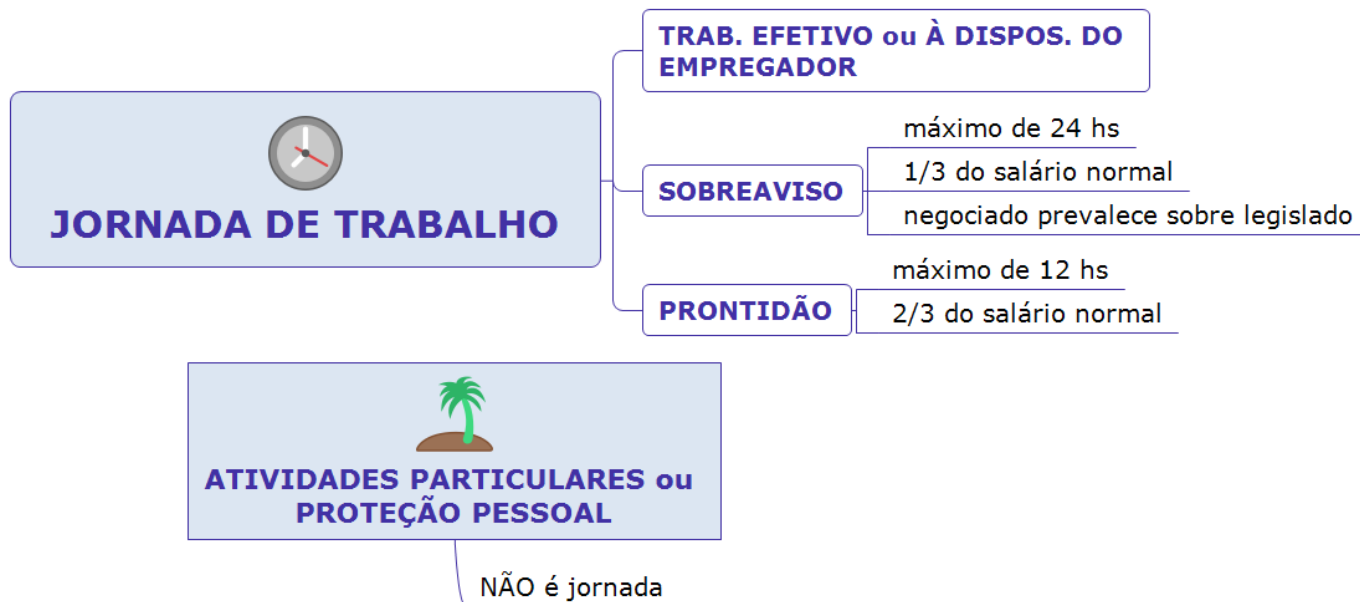 JORNADA DE TRABALHO
TRAB. EFETIVO ou À DISPOS. DO
EMPREGADOR
SOBREAVISO
máximo de 24 hs
1/3 do salário normal
negociado prevalece sobre legislado
PRONTIDÃO
máximo de 12 hs
2/3 do salário normal
ATIVIDADES PARTICULARES ou
PROTEÇÃO PESSOAL
NÃO é jornada